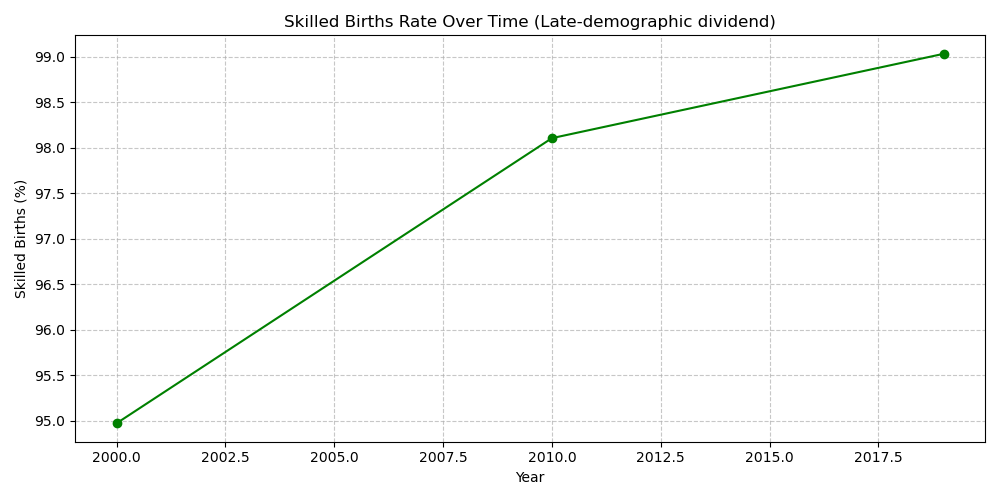 Skilled Births Rate Over Time (Late-demographic dividend)
Skilled Births (%)
99.0
98.5
98.0
97.5
97.0
96.5
96.0
95.5
95.0
2000.0 2002.5 2005.0 2007.5 2010.0 2012.5 2015.0 2017.5
Year